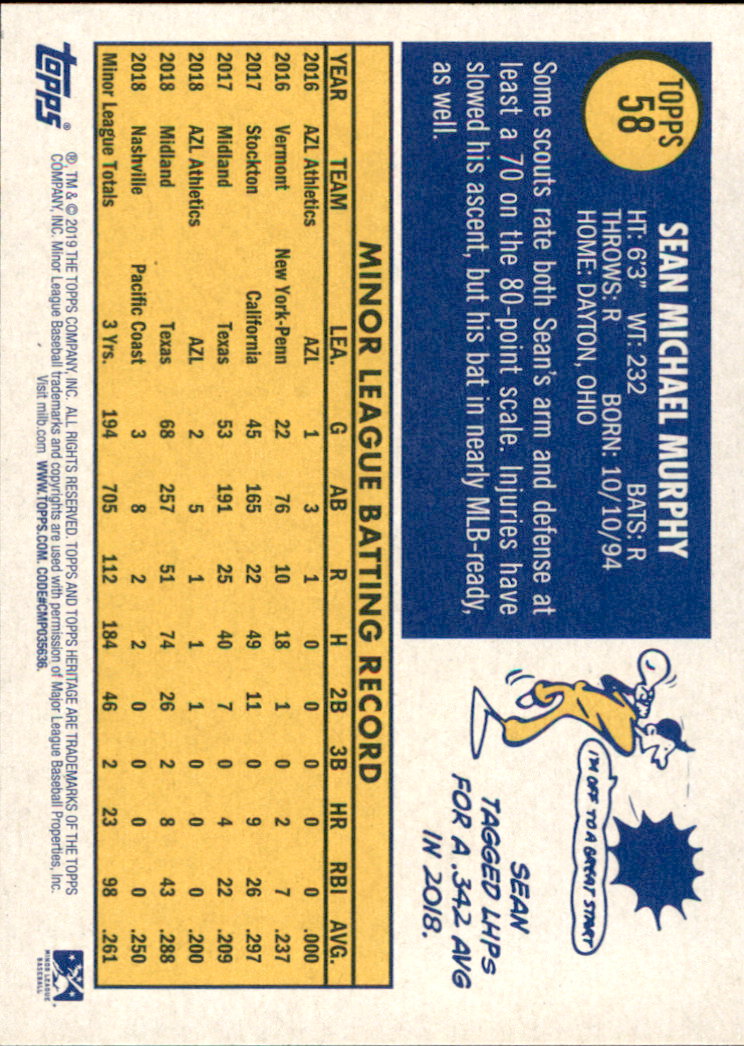 TOPPS
58
SEAN MICHAEL MURPHY
HT: 6'3" WT: 232 BATS: R
THROWS: R BORN: 10/10/94
HOME: DAYTON, OHIO
Some scouts rate both Sean's arm and defense at
least a 70 on the 80-point scale. Injuries have
slowed his ascent, but his bat in nearly MLB-ready,
as well.
I'M OFF TO A GREAT START
SEAN
TAGGED LHPS
FOR A .342 AVG
IN 2018.
MINOR LEAGUE BATTING RECORD
YEAR TEAM LEA. G AB R H 2B 3B HR RBI AVG.
2016 AZL Athletics AZL 1 3 1 0 0 0 0 0 .000
2016 Vermont New York-Penn 22 76 10 18 1 0 2 7 .237
2017 Stockton California 45 165 22 49 11 0 9 26 .297
2017 Midland Texas 53 191 25 40 7 0 4 22 .209
2018 AZL Athletics AZL 2 5 1 1 1 0 0 0 .200
2018 Midland Texas 68 257 51 74 26 2 8 43 .288
2018 Nashville Pacific Coast 3 8 2 2 0 0 0 0 .250
Minor League Totals 3 Yrs. 194 705 112 184 46 2 23 98 .261
topps®
®, TM & © 2019 THE TOPPS COMPANY, INC. ALL RIGHTS RESERVED. TOPPS AND TOPPS HERITAGE ARE TRADEMARKS OF THE TOPPS
COMPANY, INC. Minor League Baseball trademarks and copyrights are used with permission of Major League Baseball Properties, Inc.
Visit milb.com WWW.TOPPS.COM. CODE#CMP035636.
MINOR LEAGUE
BASEBALL